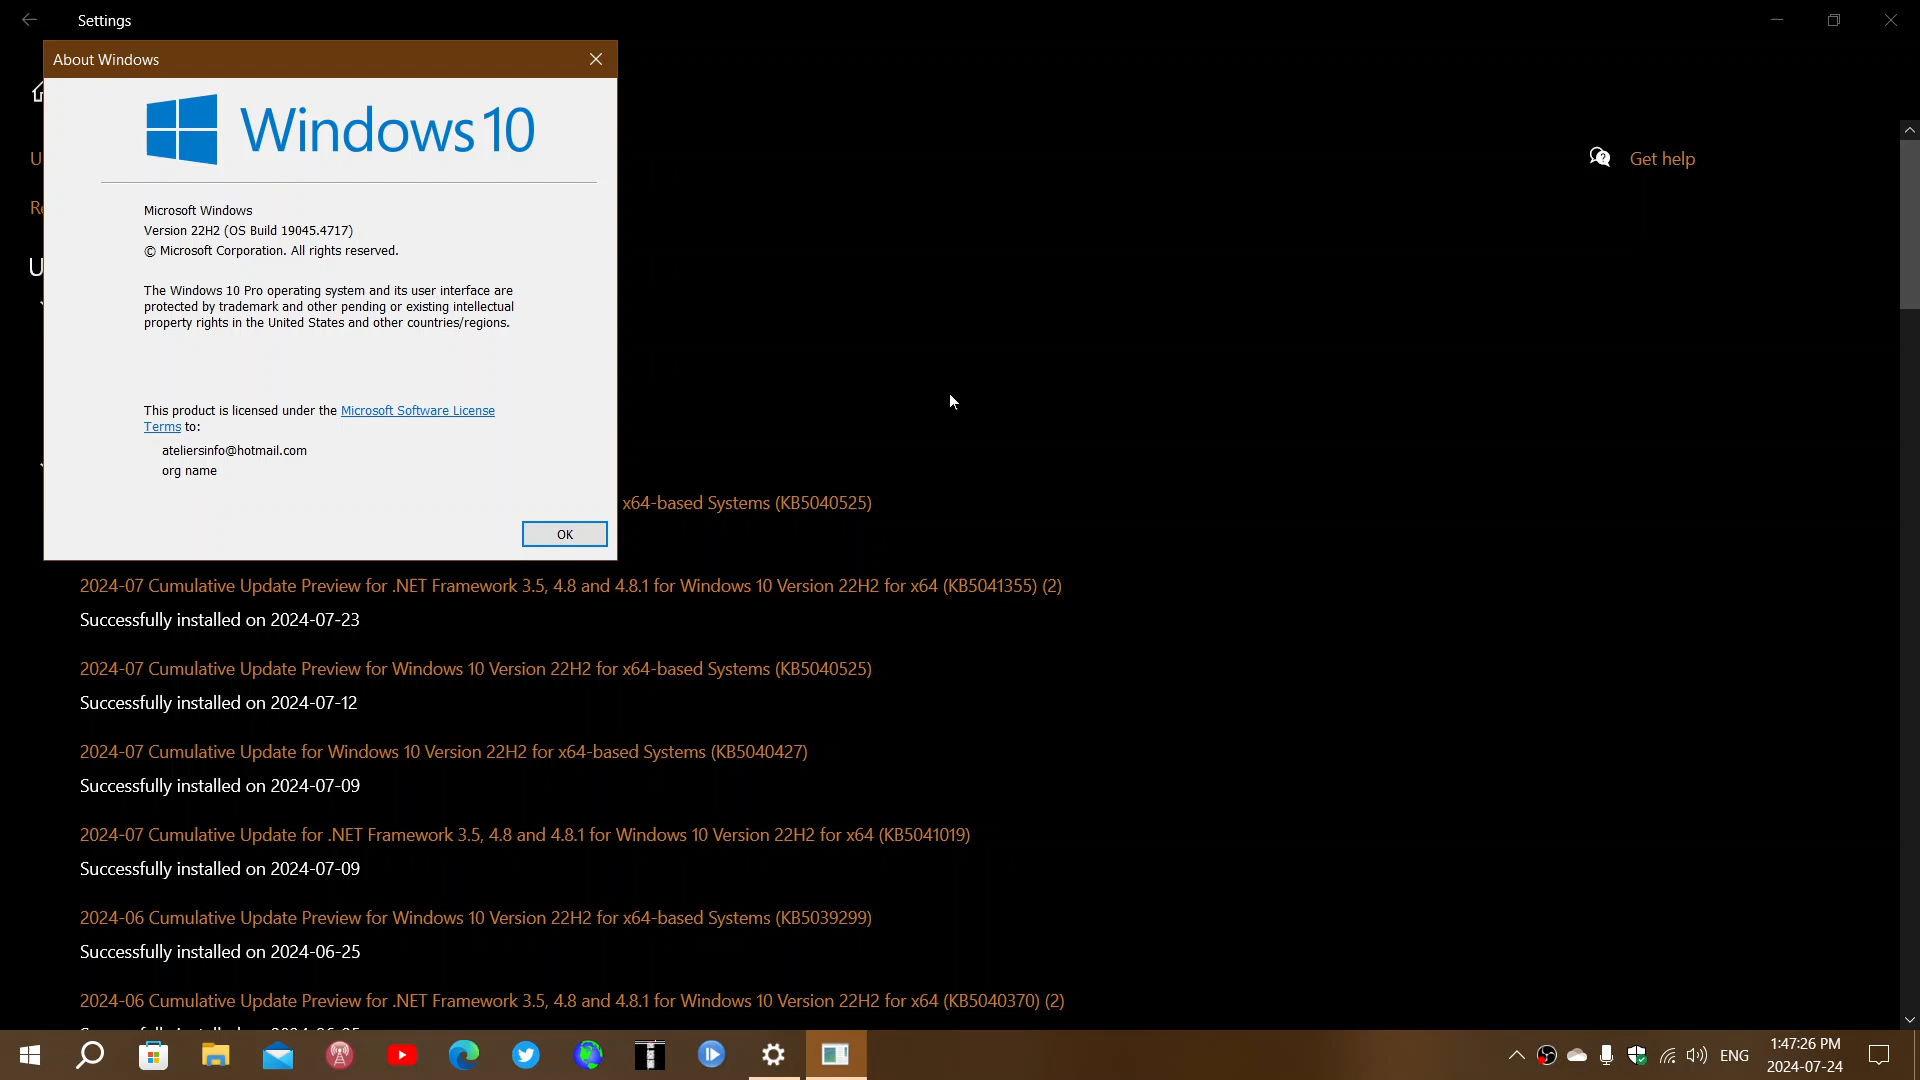 Settings
About Windows
Windows 10
Microsoft Windows
Version 22H2 (OS Build 19045.4717)
© Microsoft Corporation. All rights reserved.
The Windows 10 Pro operating system and its user interface are
protected by trademark and other pending or existing intellectual
property rights in the United States and other countries/regions.
This product is licensed under the Microsoft Software License
Terms to:
ateliersinfo@hotmail.com
org name
OK
Get help
x64-based Systems (KB5040525)
2024-07 Cumulative Update Preview for .NET Framework 3.5, 4.8 and 4.8.1 for Windows 10 Version 22H2 for x64 (KB5041355) (2)
Successfully installed on 2024-07-23
2024-07 Cumulative Update Preview for Windows 10 Version 22H2 for x64-based Systems (KB5040525)
Successfully installed on 2024-07-12
2024-07 Cumulative Update for Windows 10 Version 22H2 for x64-based Systems (KB5040427)
Successfully installed on 2024-07-09
2024-07 Cumulative Update for .NET Framework 3.5, 4.8 and 4.8.1 for Windows 10 Version 22H2 for x64 (KB5041019)
Successfully installed on 2024-07-09
2024-06 Cumulative Update Preview for Windows 10 Version 22H2 for x64-based Systems (KB5039299)
Successfully installed on 2024-06-25
2024-06 Cumulative Update Preview for .NET Framework 3.5, 4.8 and 4.8.1 for Windows 10 Version 22H2 for x64 (KB5040370) (2)
ENG
1:47:26 PM
2024-07-24